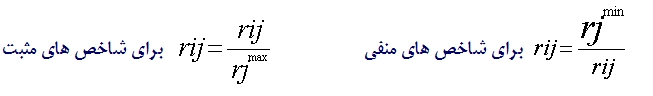 برای شاخص های منفی rij = rj^min / rij
برای شاخص های مثبت rij = rij / rj^max